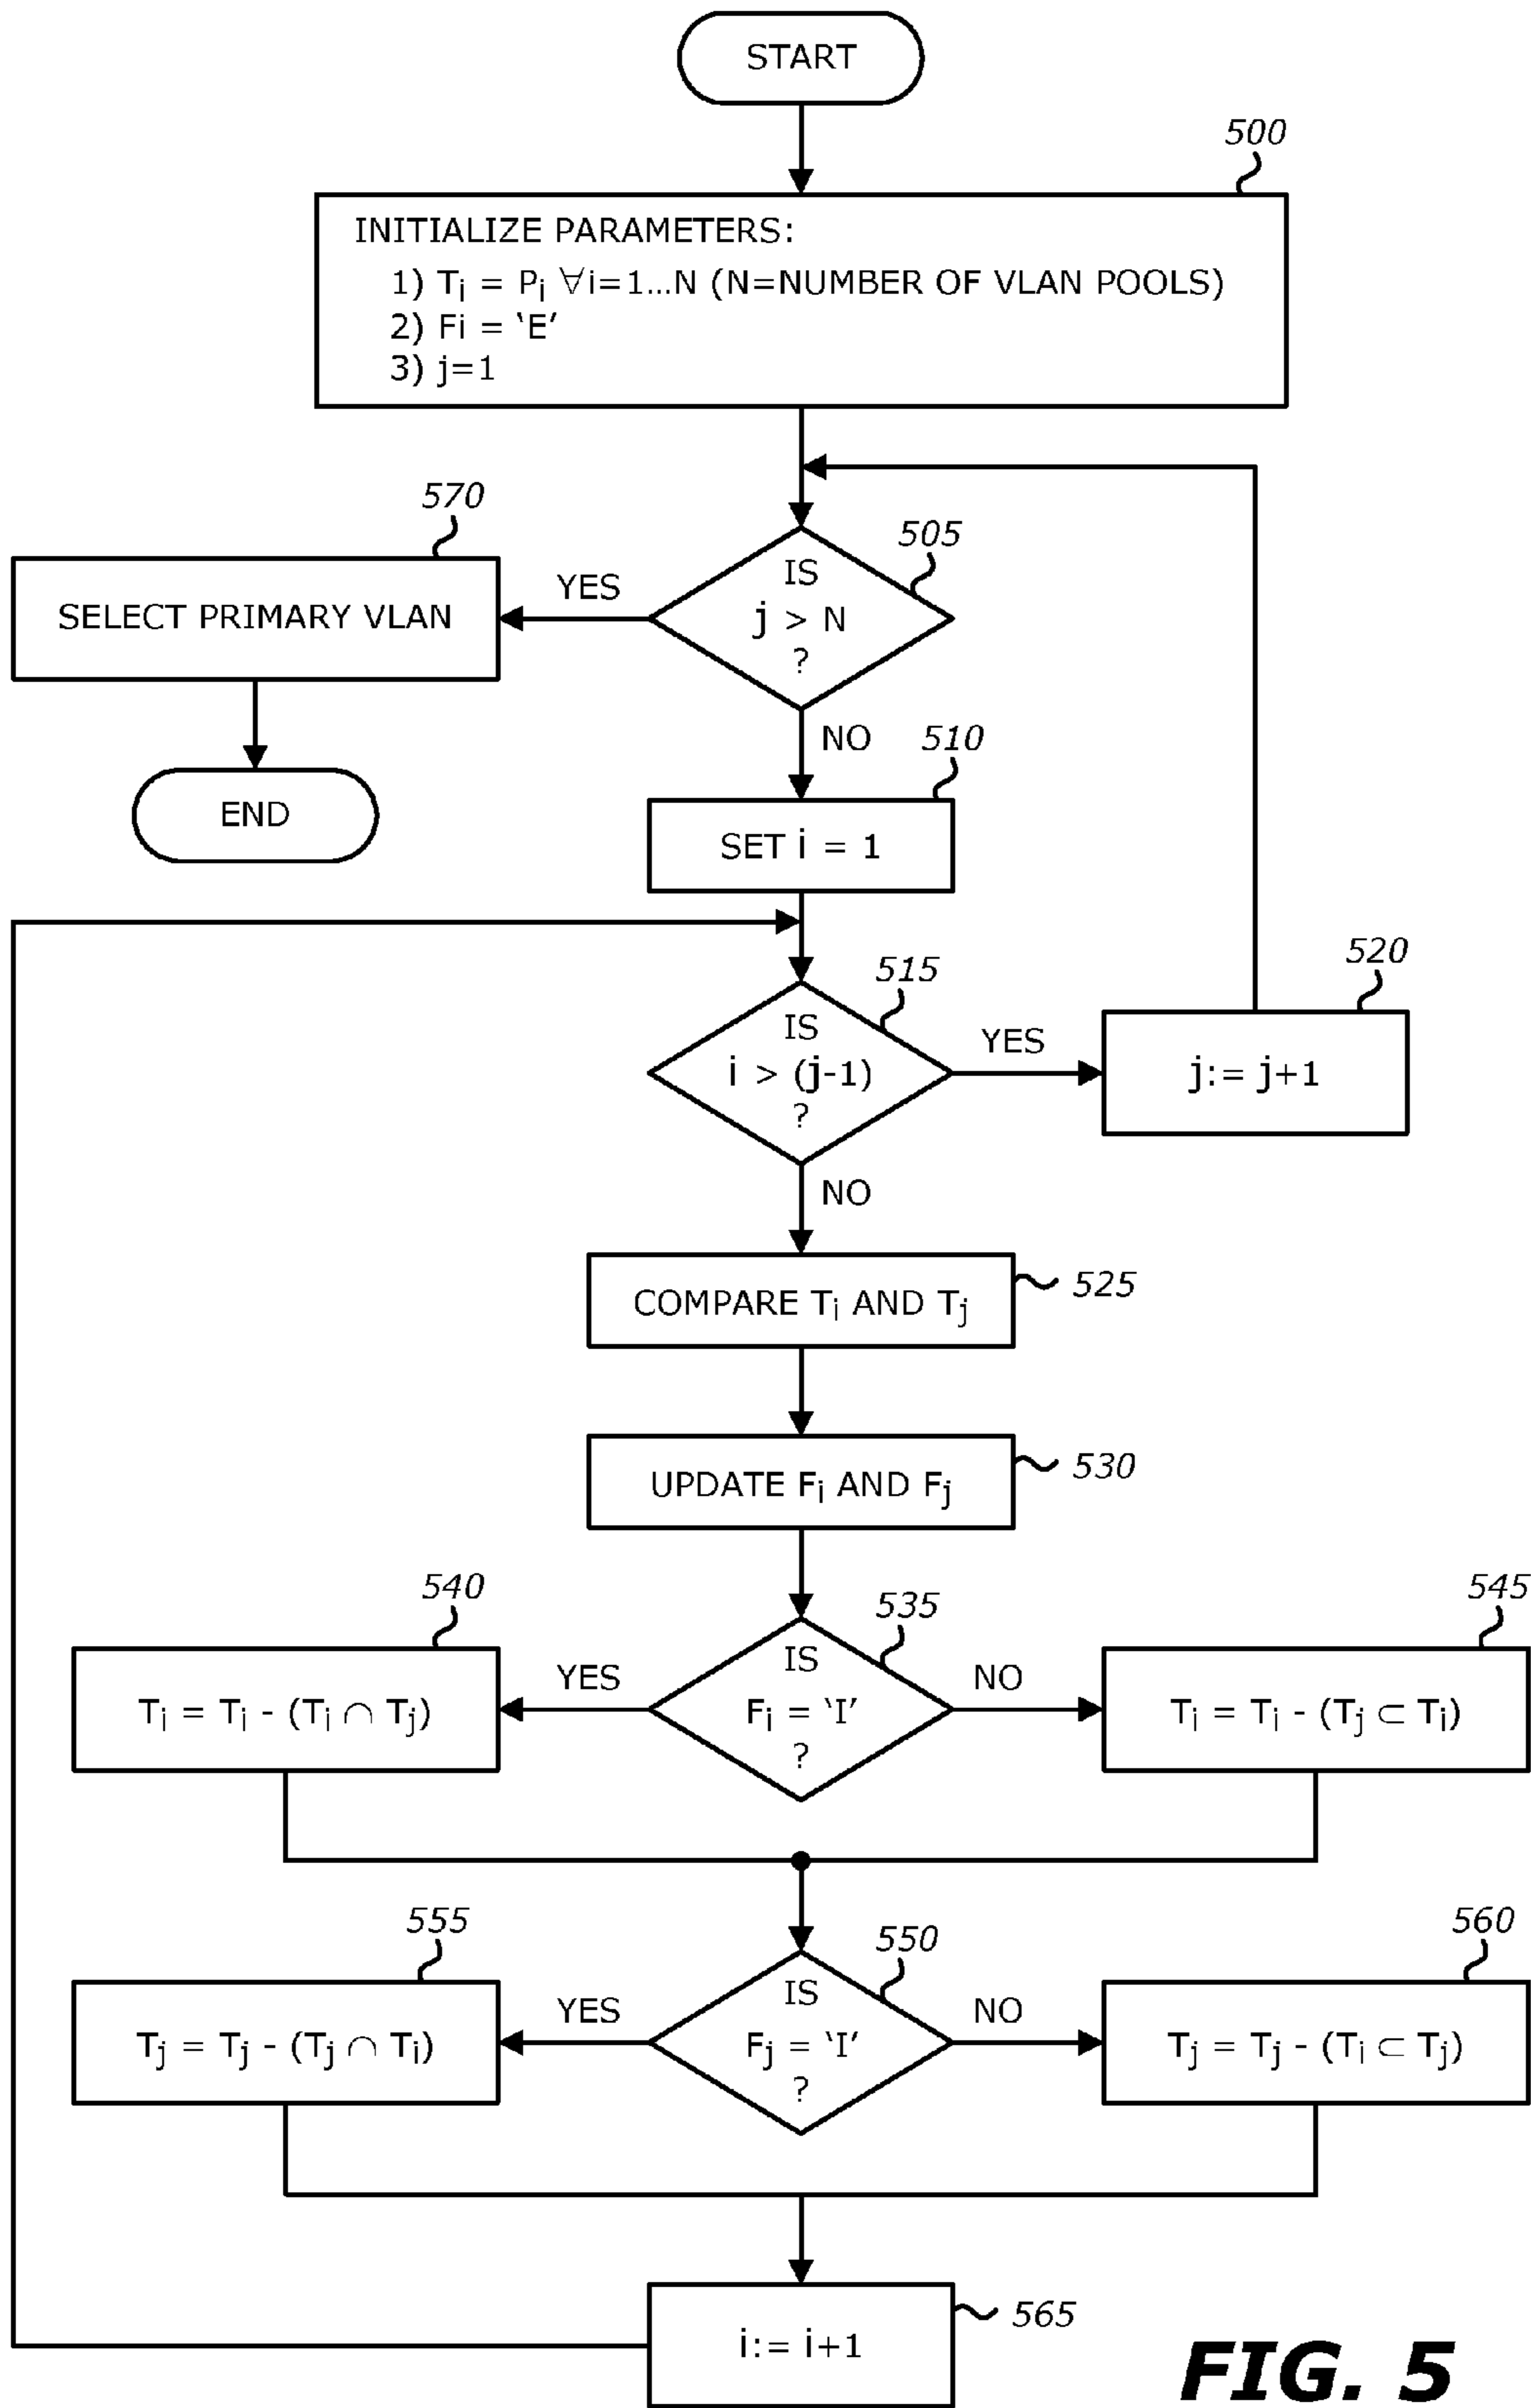 START
500
INITIALIZE PARAMETERS:
1) Ti = Pi ∀i=1...N (N=NUMBER OF VLAN POOLS)
2) Fi = ‘E’
3) j=1
570
505
SELECT PRIMARY VLAN
YES
IS
j > N
?
NO
510
END
SET i = 1
515
520
IS
i > (j-1)
?
YES
j:= j+1
NO
COMPARE Ti AND Tj
525
UPDATE Fi AND Fj
530
540
535
545
Ti = Ti - (Ti ∩ Tj)
YES
IS
Fi = ‘I’
?
NO
Ti = Ti - (Tj ⊂ Ti)
555
550
560
Tj = Tj - (Tj ∩ Ti)
YES
IS
Fj = ‘I’
?
NO
Tj = Tj - (Ti ⊂ Tj)
i:= i+1
565
FIG. 5